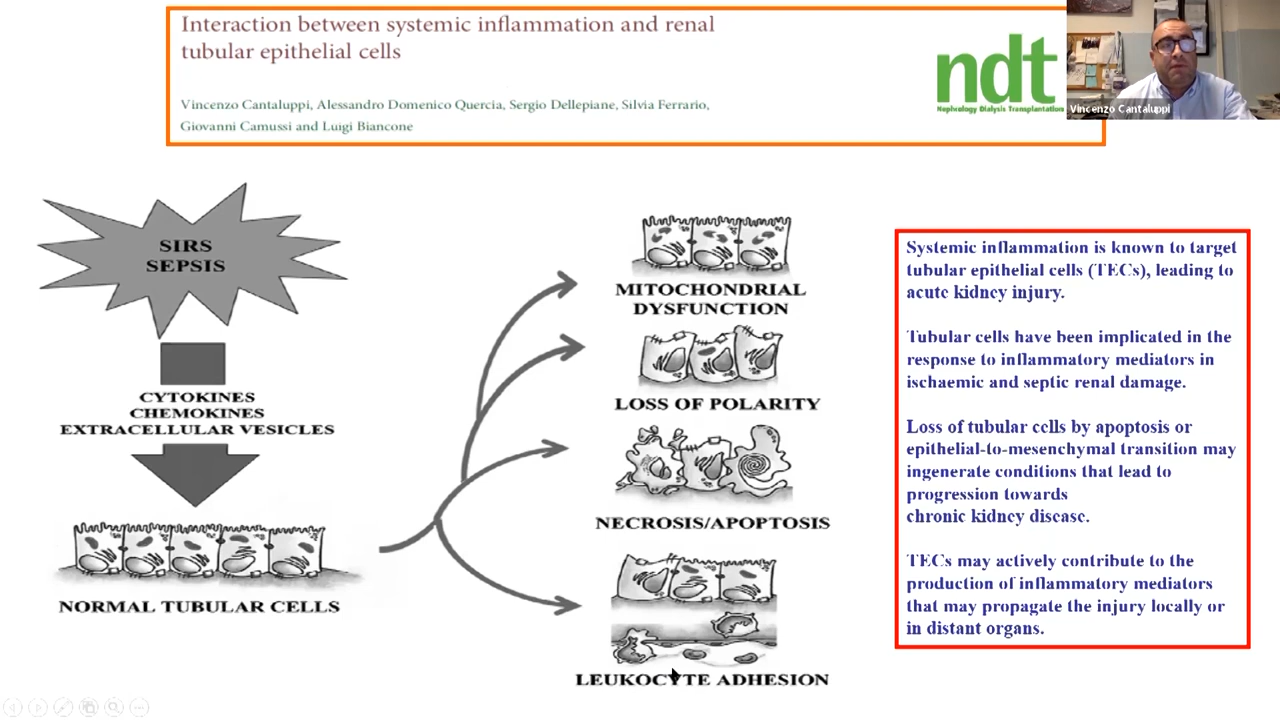 Interaction between systemic inflammation and renal
tubular epithelial cells
Vincenzo Cantaluppi, Alessandro Domenico Quercia, Sergio Dellepiane, Silvia Ferrario,
Giovanni Camussi and Luigi Biancone
ndt
Nephrology Dialysis Transplantation
Vincenzo Cantaluppi
SIRS
SEPSIS
CYTOKINES
CHEMOKINES
EXTRACELLULAR VESICLES
NORMAL TUBULAR CELLS
MITOCHONDRIAL
DYSFUNCTION
LOSS OF POLARITY
NECROSIS/APOPTOSIS
LEUKOCYTE ADHESION
Systemic inflammation is known to target
tubular epithelial cells (TECs), leading to
acute kidney injury.
Tubular cells have been implicated in the
response to inflammatory mediators in
ischaemic and septic renal damage.
Loss of tubular cells by apoptosis or
epithelial-to-mesenchymal transition may
ingenerate conditions that lead to
progression towards
chronic kidney disease.
TECs may actively contribute to the
production of inflammatory mediators
that may propagate the injury locally or
in distant organs.